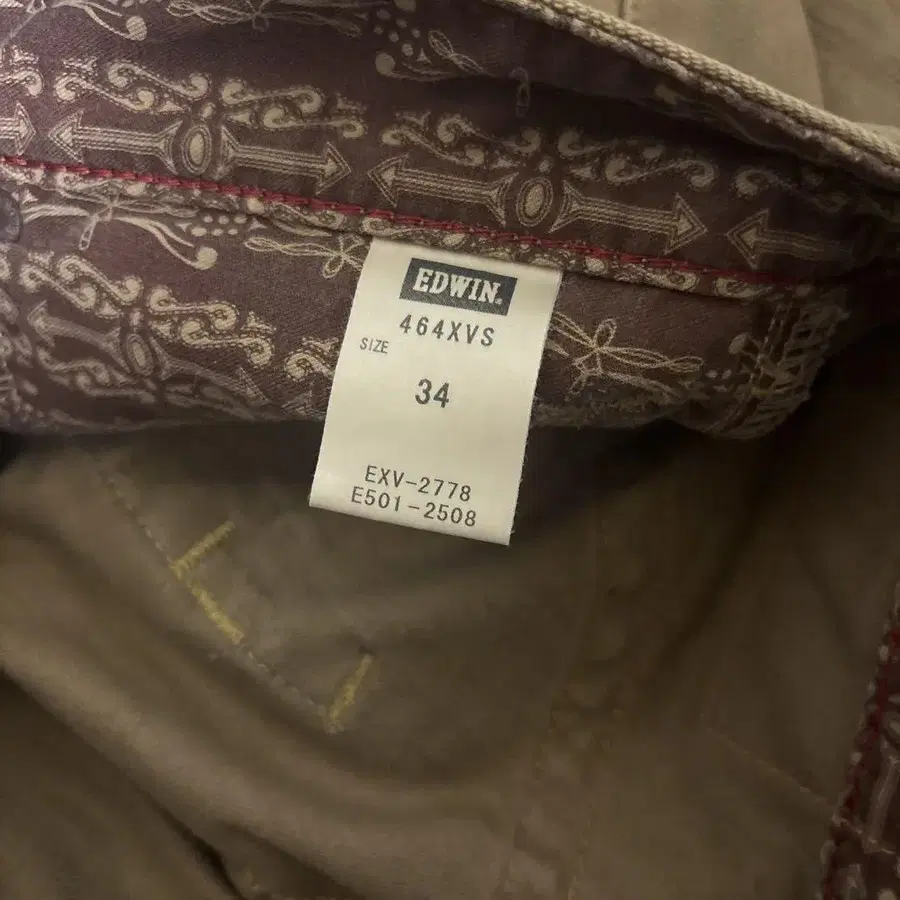 EDWIN.
464XVS
SIZE
34
EXV-2778
E501-2508